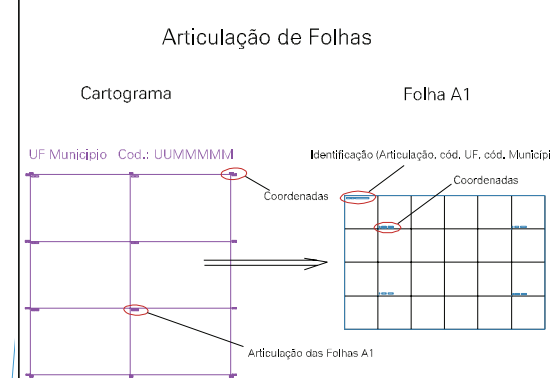 Articulação de Folhas
Cartograma
Folha A1
UF Município Cod.: UUMMMMM
Identificação (Articulação, cód. UF, cód. Municípi
Coordenadas
Coordenadas
Articulação das Folhas A1